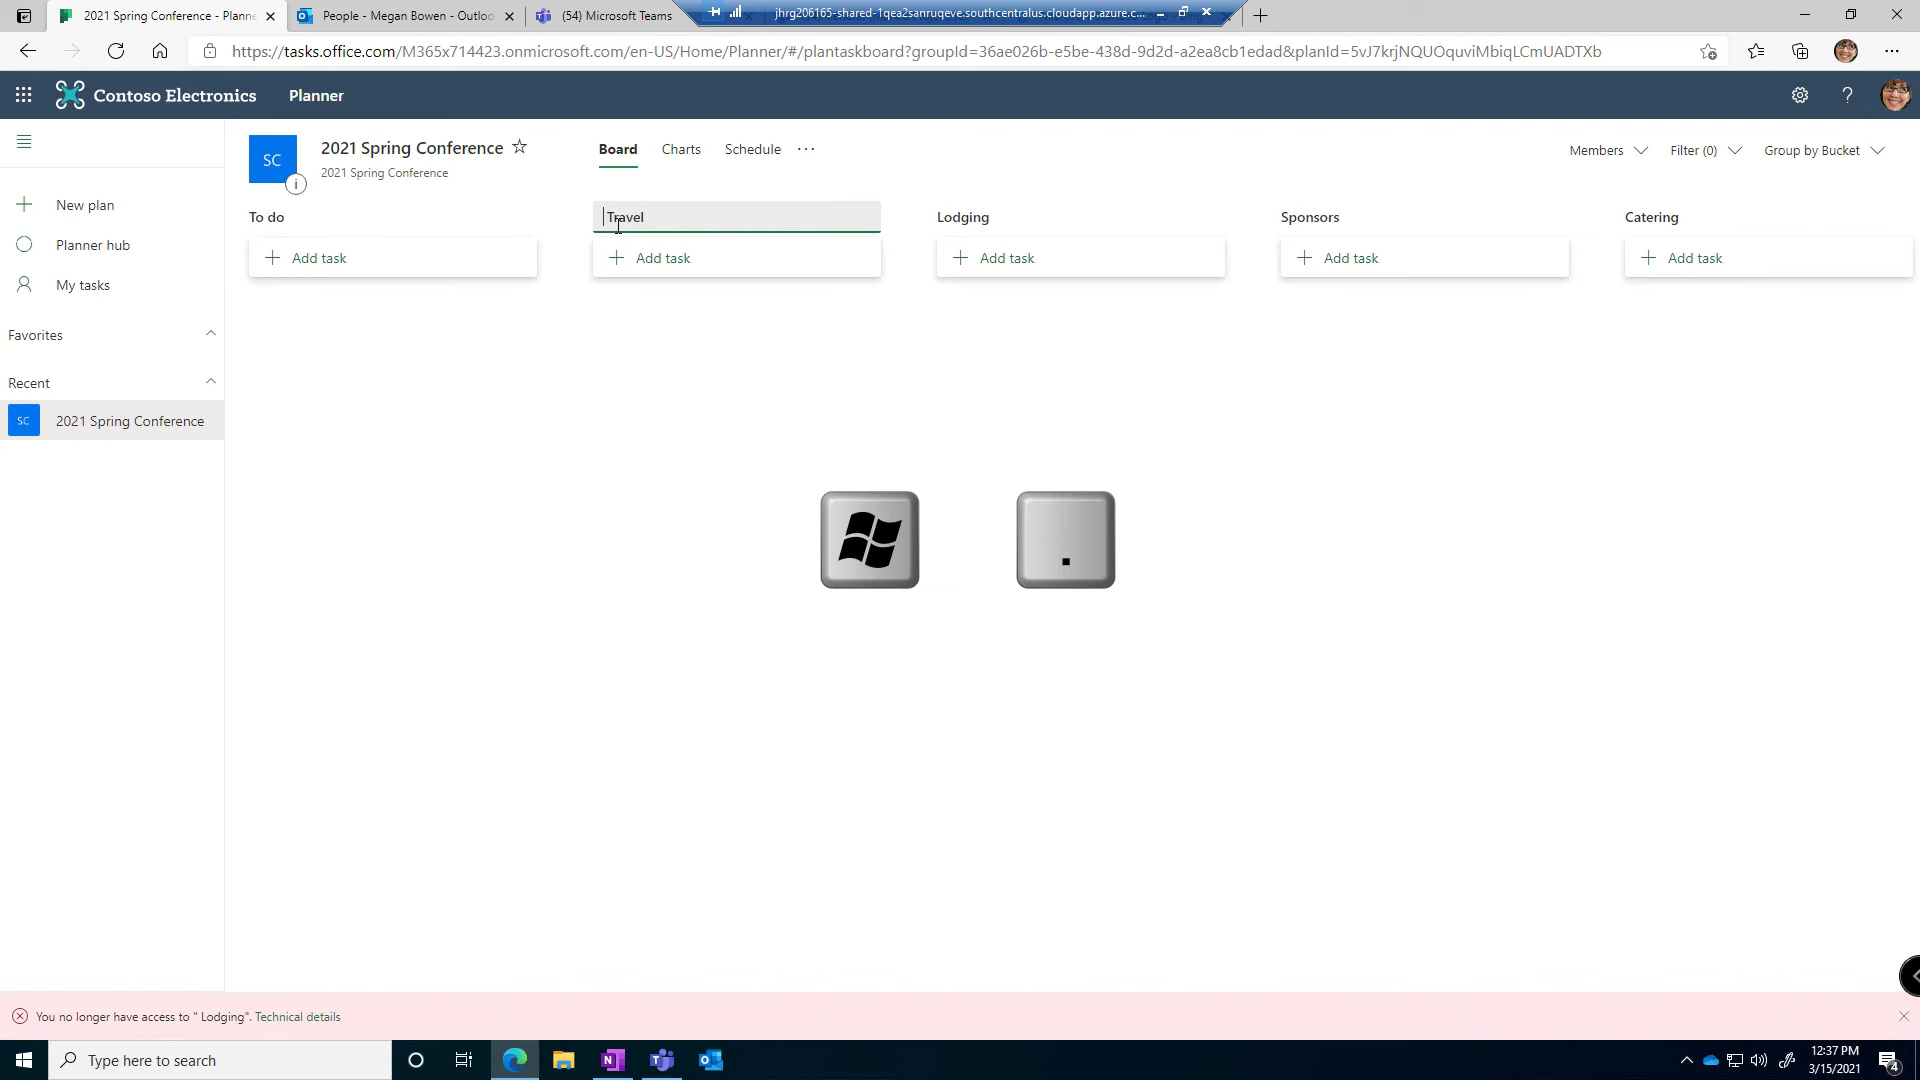 2021 Spring Conference - Planne
People - Megan Bowen - Outloo
(54) Microsoft Teams
jhrg206165-shared-1qea2sanruqeve.southcentralus.cloudapp.azure.c...
https://tasks.office.com/M365x714423.onmicrosoft.com/en-US/Home/Planner/#/plantaskboard?groupId=36ae026b-e5be-438d-9d2d-a2ea8cb1edad&planId=5vJ7krjNQUOquviMbiqLCmUADTXb
Contoso Electronics
Planner
?
SC
i
2021 Spring Conference
2021 Spring Conference
Board
Charts
Schedule
Members
Filter (0)
Group by Bucket
New plan
Planner hub
My tasks
Favorites
Recent
SC
2021 Spring Conference
To do
Travel
Lodging
Sponsors
Catering
Add task
Add task
Add task
Add task
Add task
.
You no longer have access to " Lodging". Technical details
Type here to search
12:37 PM
3/15/2021
4